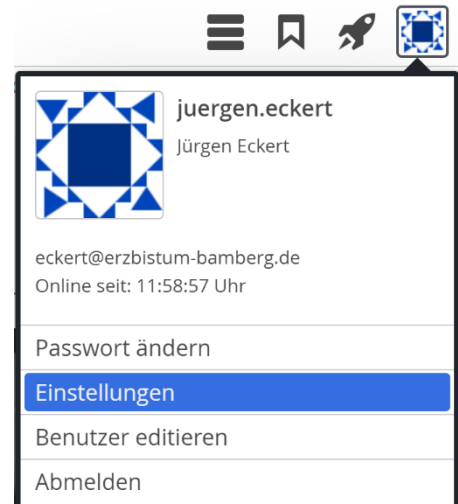 juergen.eckert
Jürgen Eckert
eckert@erzbistum-bamberg.de
Online seit: 11:58:57 Uhr
Passwort ändern
Einstellungen
Benutzer editieren
Abmelden